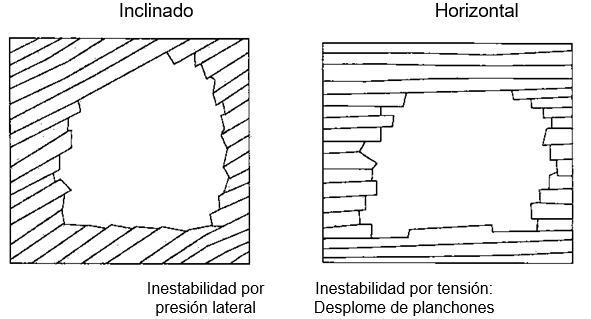 Inclinado
Horizontal
Inestabilidad por
presión lateral
Inestabilidad por tensión:
Desplome de planchones